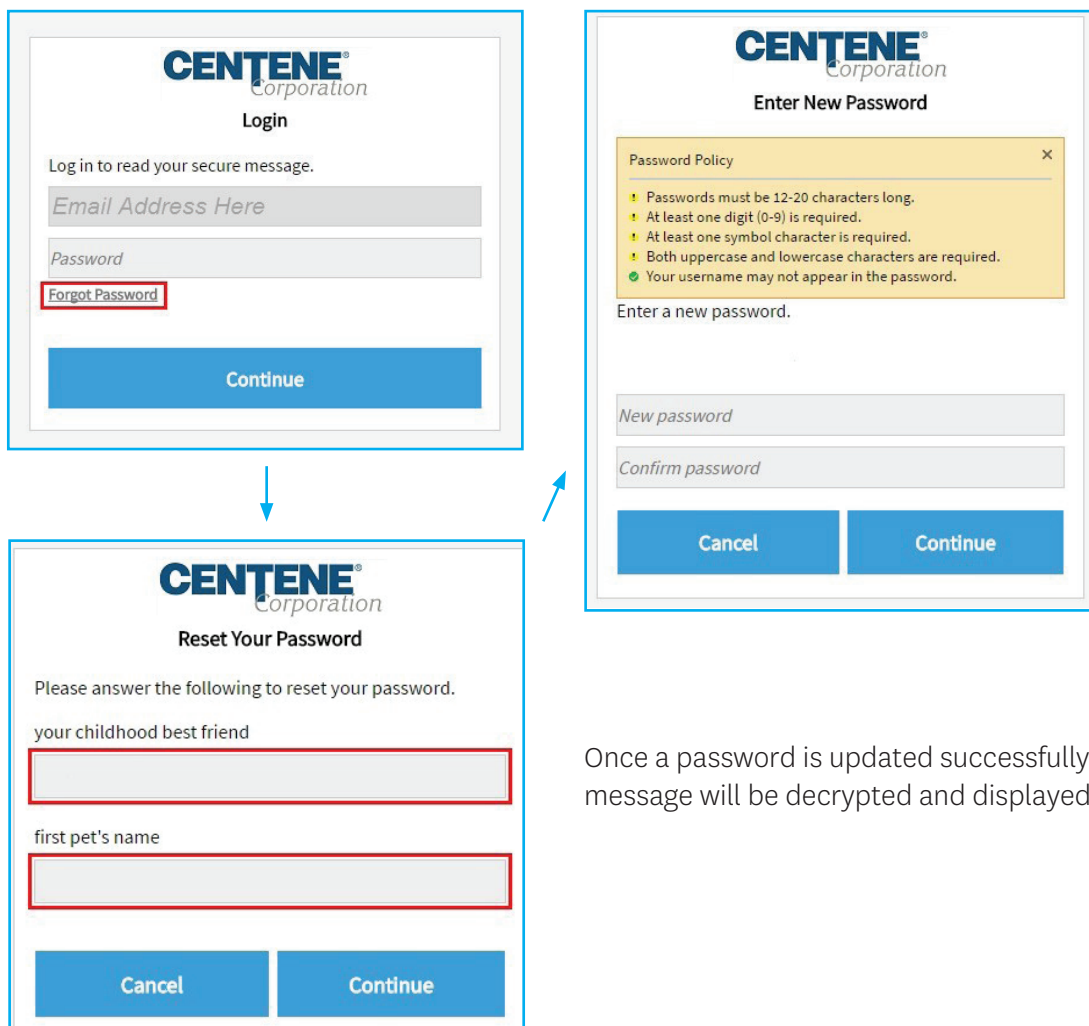 CENTENE®
Corporation
Login
Log in to read your secure message.
Email Address Here
Password
Forgot Password
Continue
CENTENE®
Corporation
Reset Your Password
Please answer the following to reset your password.
your childhood best friend
first pet's name
Cancel Continue
CENTENE®
Corporation
Enter New Password
Password Policy ×
Passwords must be 12-20 characters long.
At least one digit (0-9) is required.
At least one symbol character is required.
Both uppercase and lowercase characters are required.
Your username may not appear in the password.
Enter a new password.
New password
Confirm password
Cancel Continue
Once a password is updated successfully
message will be decrypted and displayed